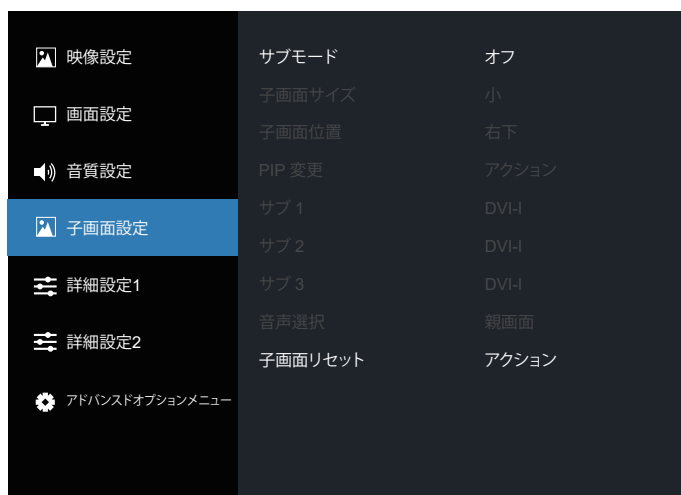 映像設定
画面設定
音質設定
子画面設定
詳細設定1
詳細設定2
アドバンスドオプションメニュー
サブモード オフ
子画面サイズ 小
子画面位置 右下
PIP 変更 アクション
サブ 1 DVI-I
サブ 2 DVI-I
サブ 3 DVI-I
音声選択 親画面
子画面リセット アクション